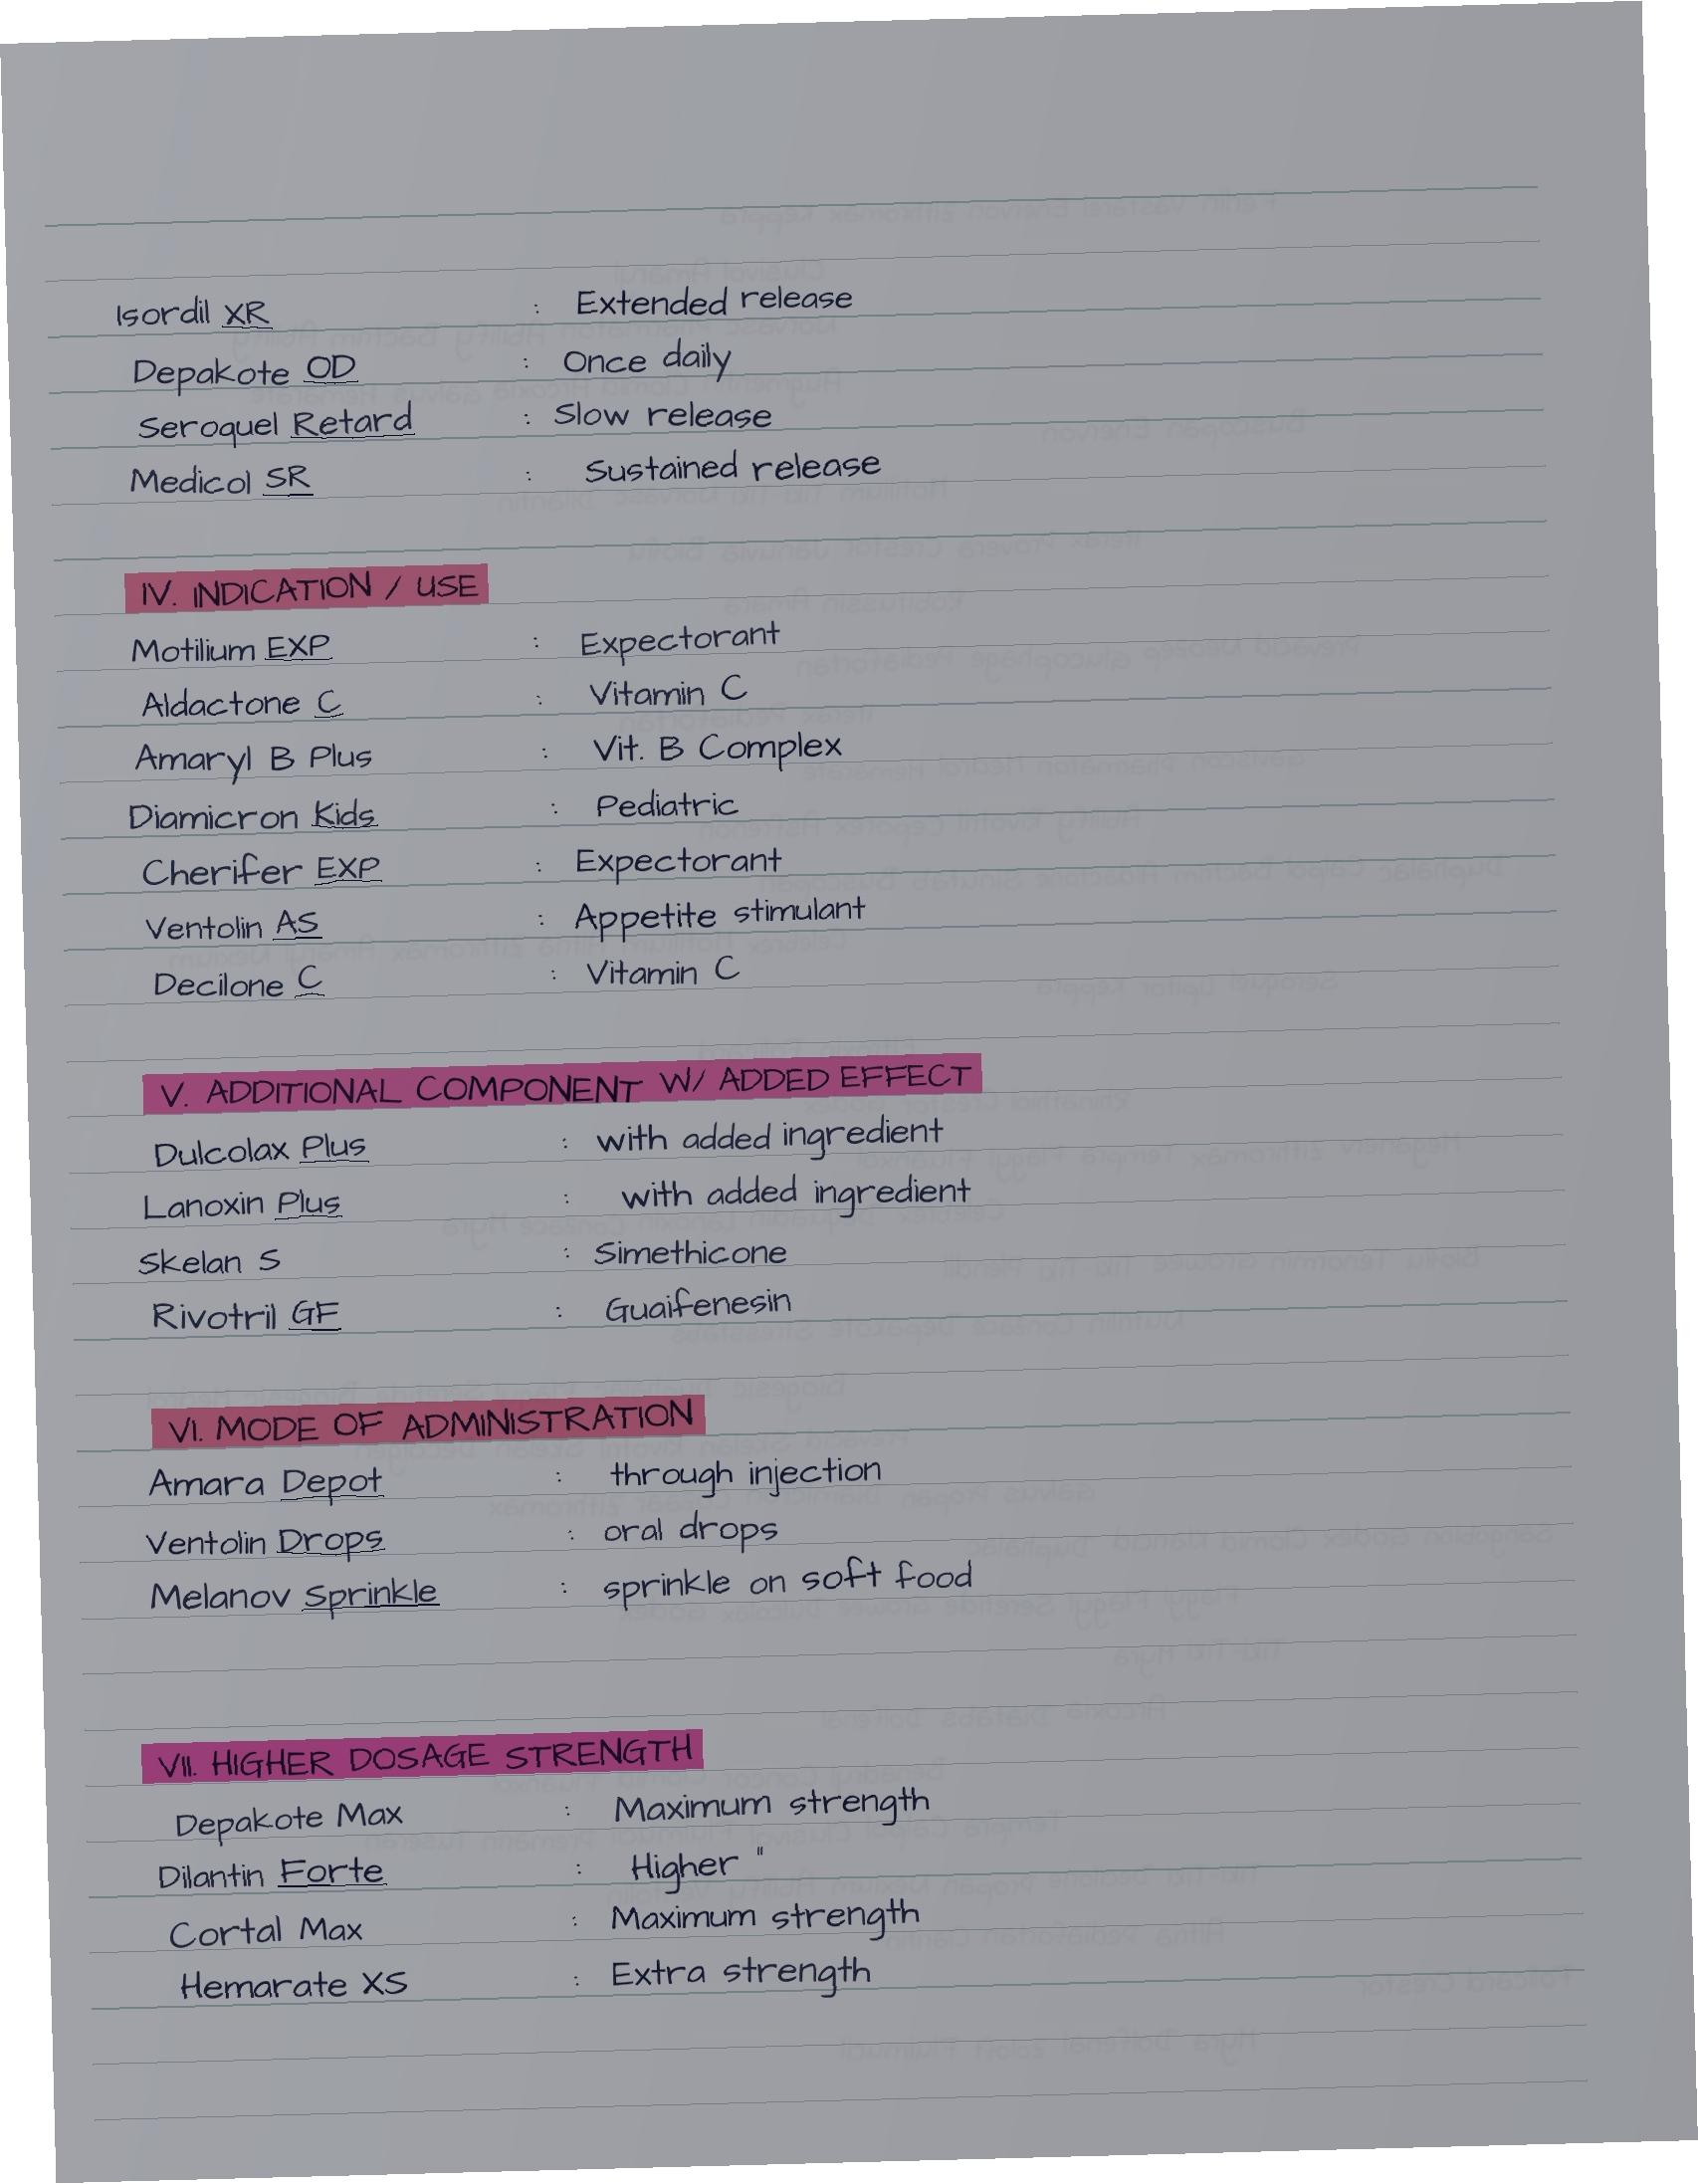 Isordil XR : Extended release
Depakote OD : Once daily
Seroquel Retard : Slow release
Medicol SR : Sustained release
IV. INDICATION / USE
Motilium EXP : Expectorant
Aldactone C : Vitamin C
Amaryl B Plus : Vit. B Complex
Diamicron Kids : Pediatric
Cherifer EXP : Expectorant
Ventolin AS : Appetite stimulant
Decilone C : Vitamin C
V. ADDITIONAL COMPONENT W/ ADDED EFFECT
Dulcolax Plus : with added ingredient
Lanoxin Plus : with added ingredient
Skelan S : Simethicone
Rivotril GF : Guaifenesin
VI. MODE OF ADMINISTRATION
Amara Depot : through injection
Ventolin Drops : oral drops
Melanov Sprinkle : sprinkle on soft food
VII. HIGHER DOSAGE STRENGTH
Depakote Max : Maximum strength
Dilantin Forte : Higher "
Cortal Max : Maximum strength
Hemarate XS : Extra strength